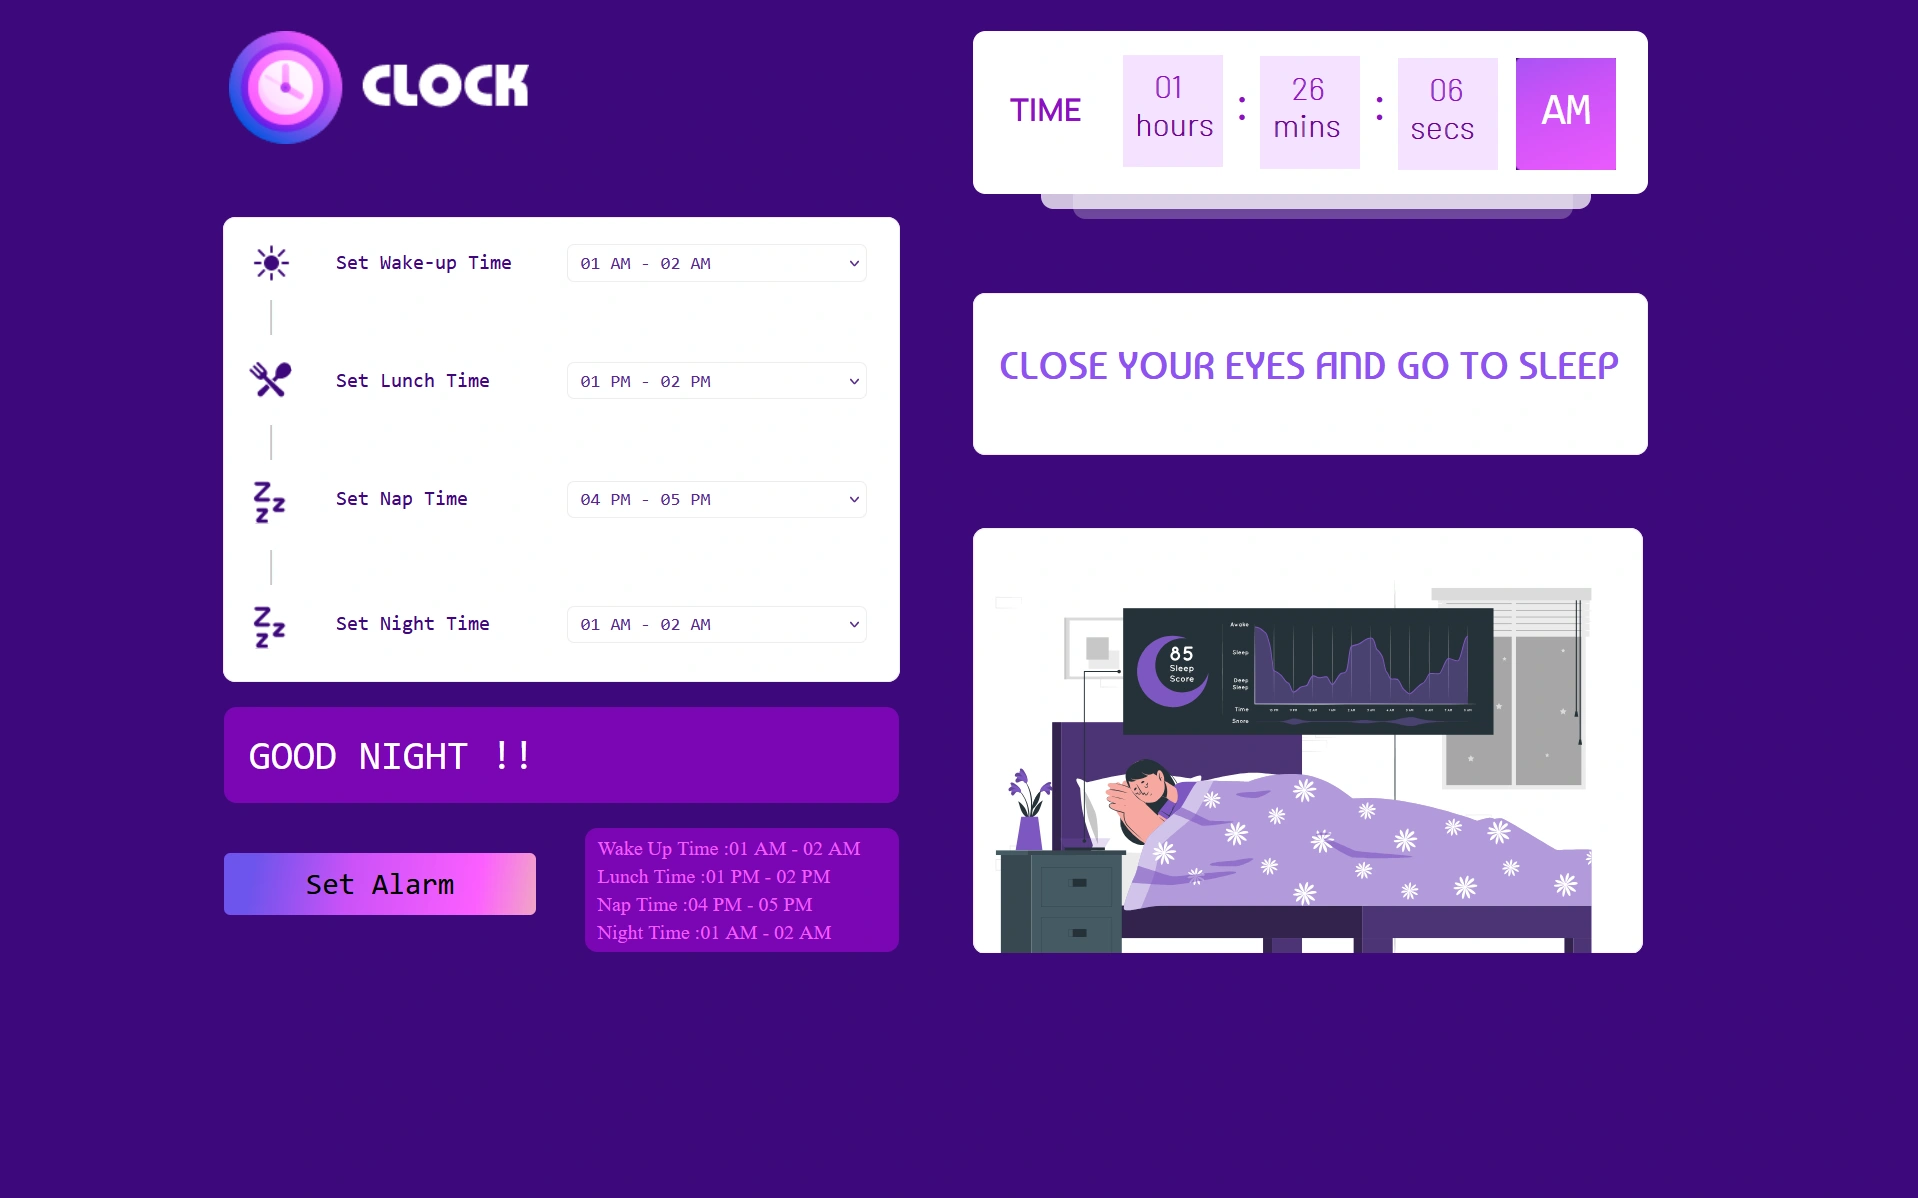 CLOCK
TIME
01 hours : 26 mins : 06 secs AM
Set Wake-up Time 01 AM - 02 AM
Set Lunch Time 01 PM - 02 PM
Set Nap Time 04 PM - 05 PM
Set Night Time 01 AM - 02 AM
GOOD NIGHT !!
Set Alarm
Wake Up Time :01 AM - 02 AM
Lunch Time :01 PM - 02 PM
Nap Time :04 PM - 05 PM
Night Time :01 AM - 02 AM
CLOSE YOUR EYES AND GO TO SLEEP
85
Sleep
Score
Awake
Sleep
Deep
Sleep
Time
Snore